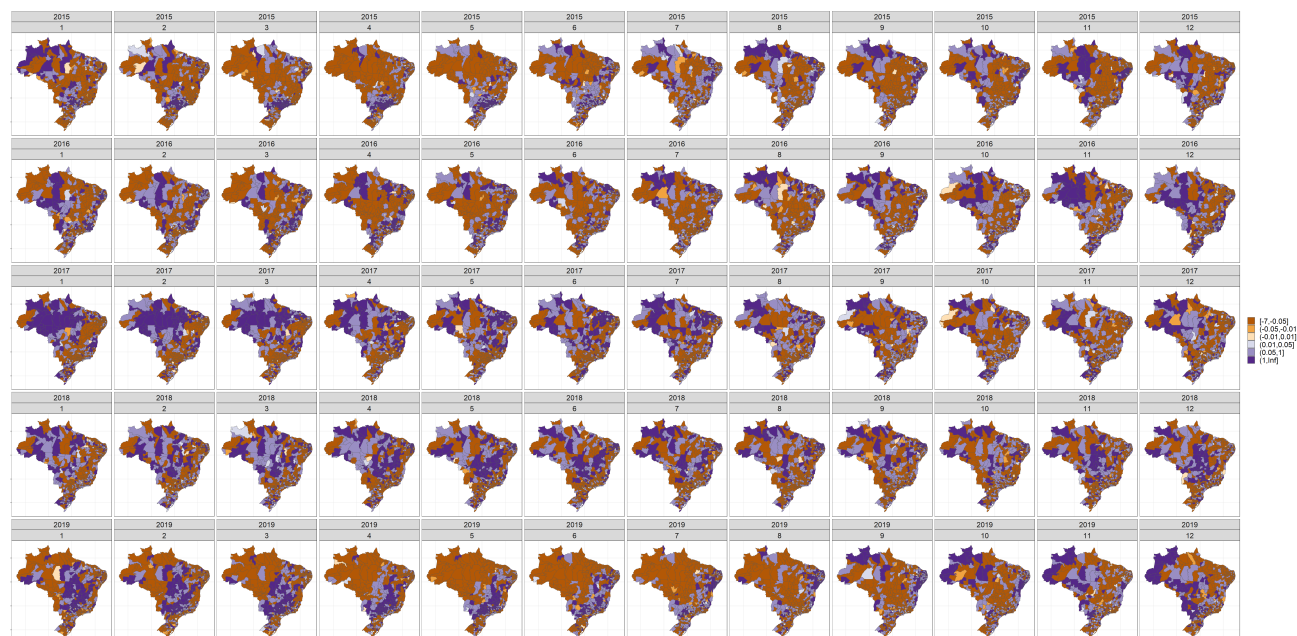 2015 2015 2015 2015 2015 2015 2015 2015 2015 2015 2015 2015
1 2 3 4 5 6 7 8 9 10 11 12
2016 2016 2016 2016 2016 2016 2016 2016 2016 2016 2016 2016
1 2 3 4 5 6 7 8 9 10 11 12
2017 2017 2017 2017 2017 2017 2017 2017 2017 2017 2017 2017
1 2 3 4 5 6 7 8 9 10 11 12
[-7,-0.05]
(-0.05,-0.01
(-0.01,0.01]
(0.01,0.05]
(0.05,1]
(1,Inf]
2018 2018 2018 2018 2018 2018 2018 2018 2018 2018 2018 2018
1 2 3 4 5 6 7 8 9 10 11 12
2019 2019 2019 2019 2019 2019 2019 2019 2019 2019 2019 2019
1 2 3 4 5 6 7 8 9 10 11 12